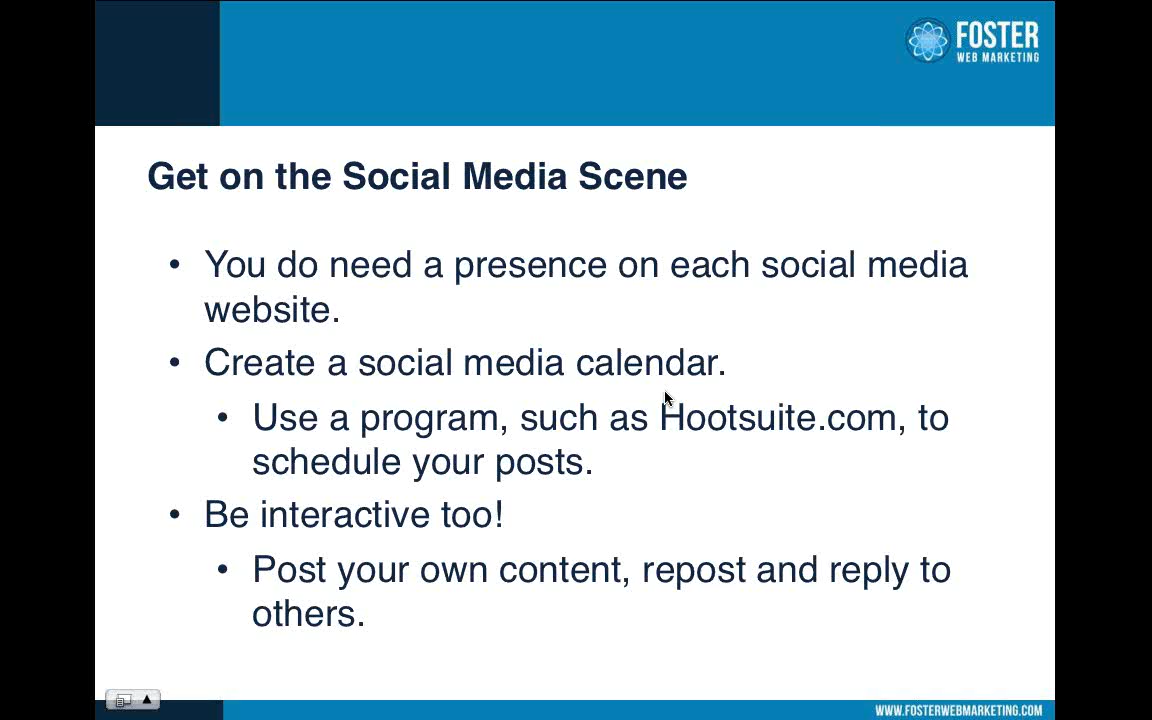 FOSTER
WEB MARKETING
Get on the Social Media Scene
• You do need a presence on each social media
website.
• Create a social media calendar.
• Use a program, such as Hootsuite.com, to
schedule your posts.
• Be interactive too!
• Post your own content, repost and reply to
others.
WWW.FOSTERWEBMARKETING.COM